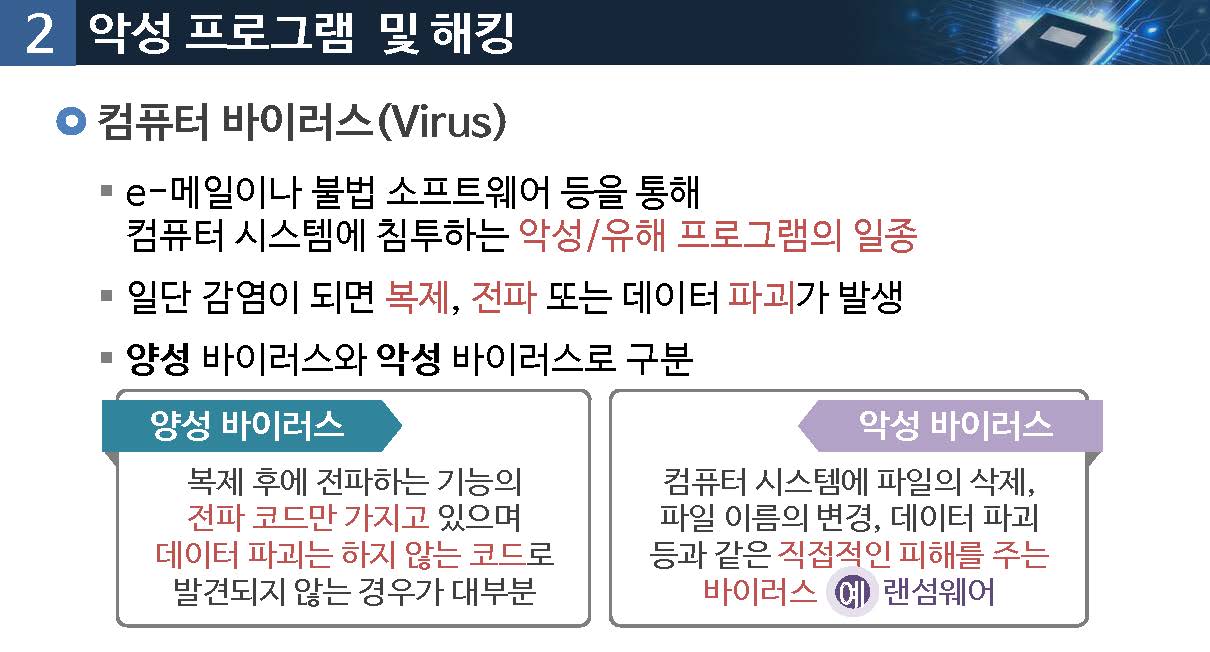 2 악성 프로그램 및 해킹
컴퓨터 바이러스(Virus)
e-메일이나 불법 소프트웨어 등을 통해
컴퓨터 시스템에 침투하는 악성/유해 프로그램의 일종
일단 감염이 되면 복제, 전파 또는 데이터 파괴가 발생
양성 바이러스와 악성 바이러스로 구분
양성 바이러스
복제 후에 전파하는 기능의
전파 코드만 가지고 있으며
데이터 파괴는 하지 않는 코드로
발견되지 않는 경우가 대부분
악성 바이러스
컴퓨터 시스템에 파일의 삭제,
파일 이름의 변경, 데이터 파괴
등과 같은 직접적인 피해를 주는
바이러스 예 랜섬웨어